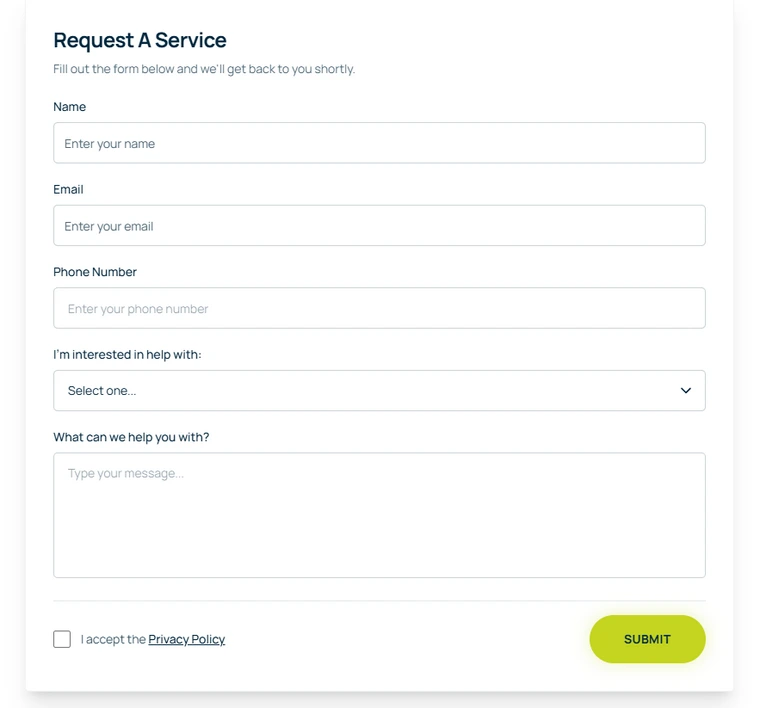 Request A Service
Fill out the form below and we'll get back to you shortly.
Name
Enter your name
Email
Enter your email
Phone Number
Enter your phone number
I'm interested in help with:
Select one...
What can we help you with?
Type your message...
I accept the Privacy Policy
SUBMIT